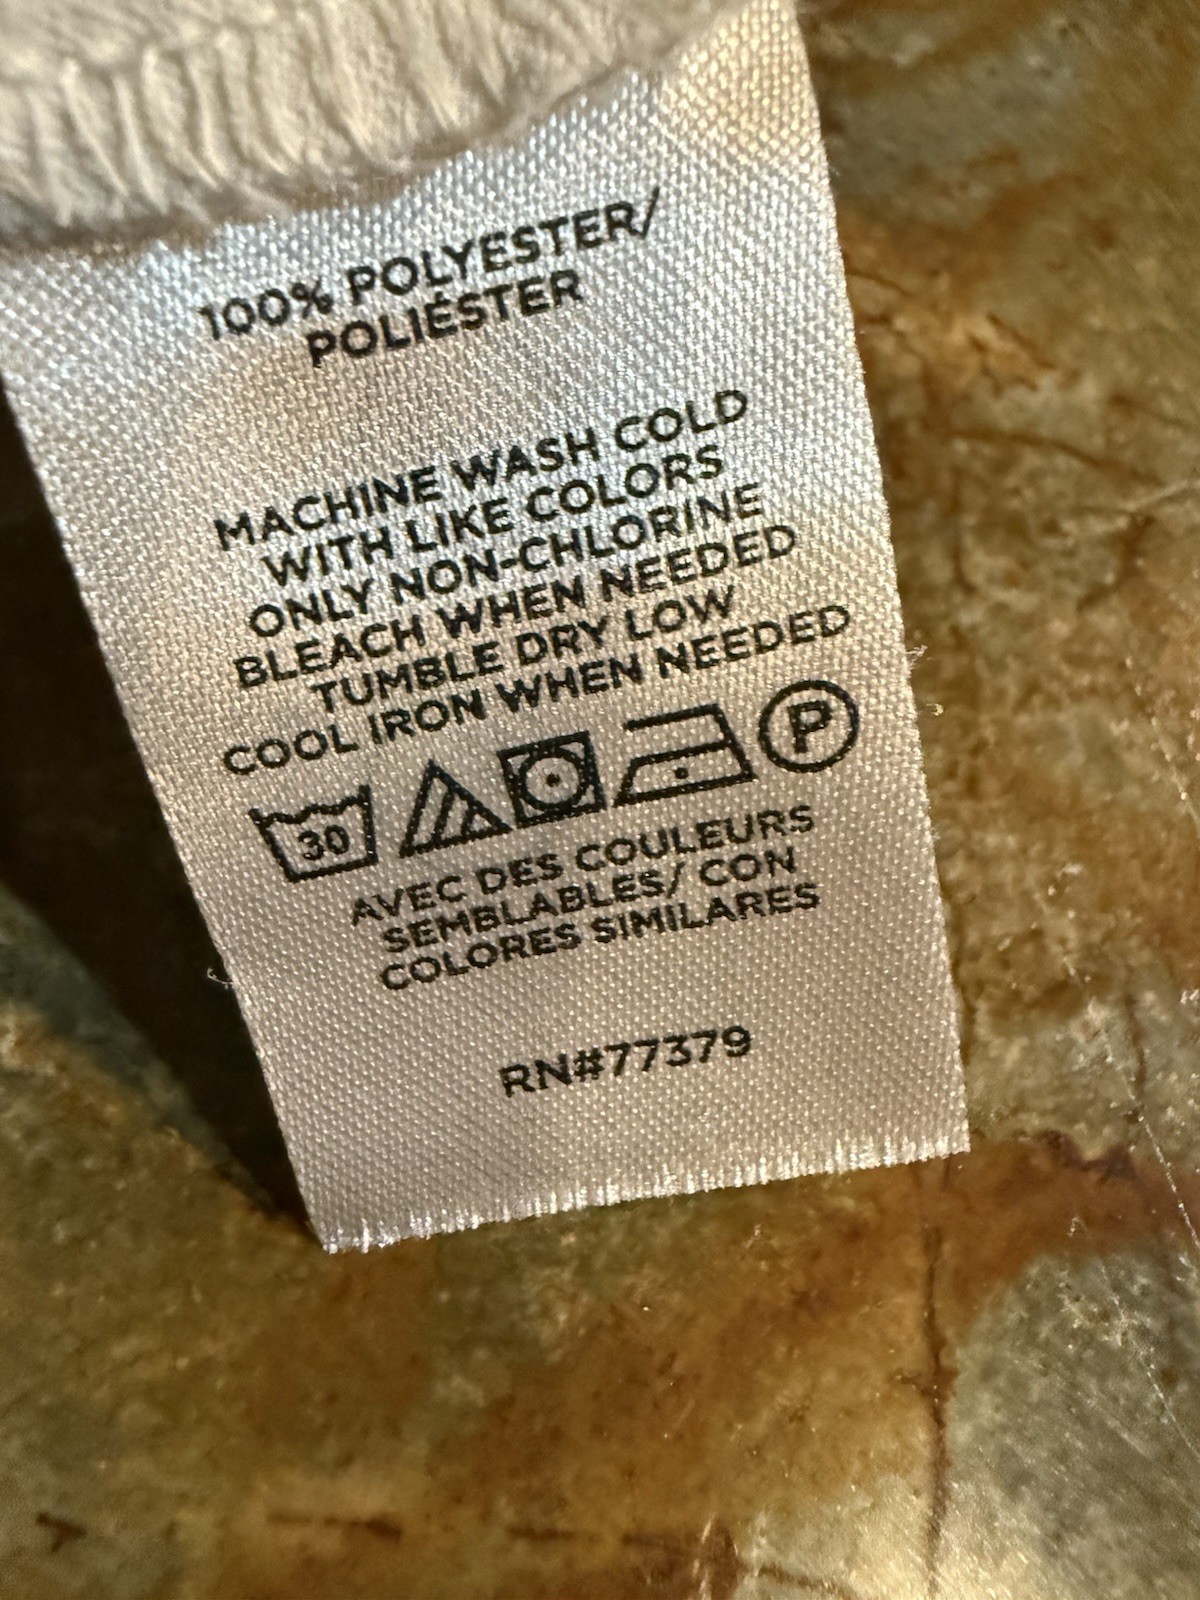 100% POLYESTER/
POLIÉSTER
MACHINE WASH COLD
WITH LIKE COLORS
ONLY NON-CHLORINE
BLEACH WHEN NEEDED
TUMBLE DRY LOW
COOL IRON WHEN NEEDED
30 P
AVEC DES COULEURS
SEMBLABLES/ CON
COLORES SIMILARES
RN#77379